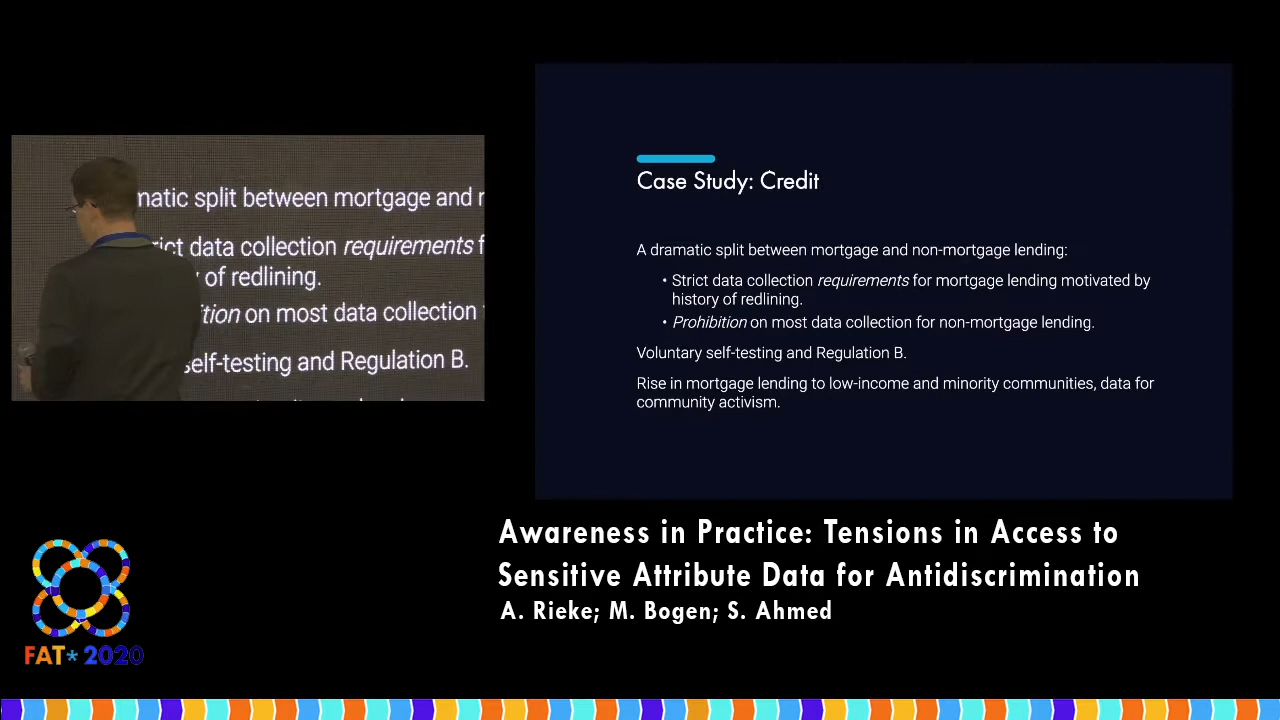 matic split between mortgage and
rict data collection requirements f
y of redlining.
ition on most data collection
self-testing and Regulation B.
Case Study: Credit
A dramatic split between mortgage and non-mortgage lending:
• Strict data collection requirements for mortgage lending motivated by
history of redlining.
• Prohibition on most data collection for non-mortgage lending.
Voluntary self-testing and Regulation B.
Rise in mortgage lending to low-income and minority communities, data for
community activism.
Awareness in Practice: Tensions in Access to
Sensitive Attribute Data for Antidiscrimination
A. Rieke; M. Bogen; S. Ahmed
FAT* 2020